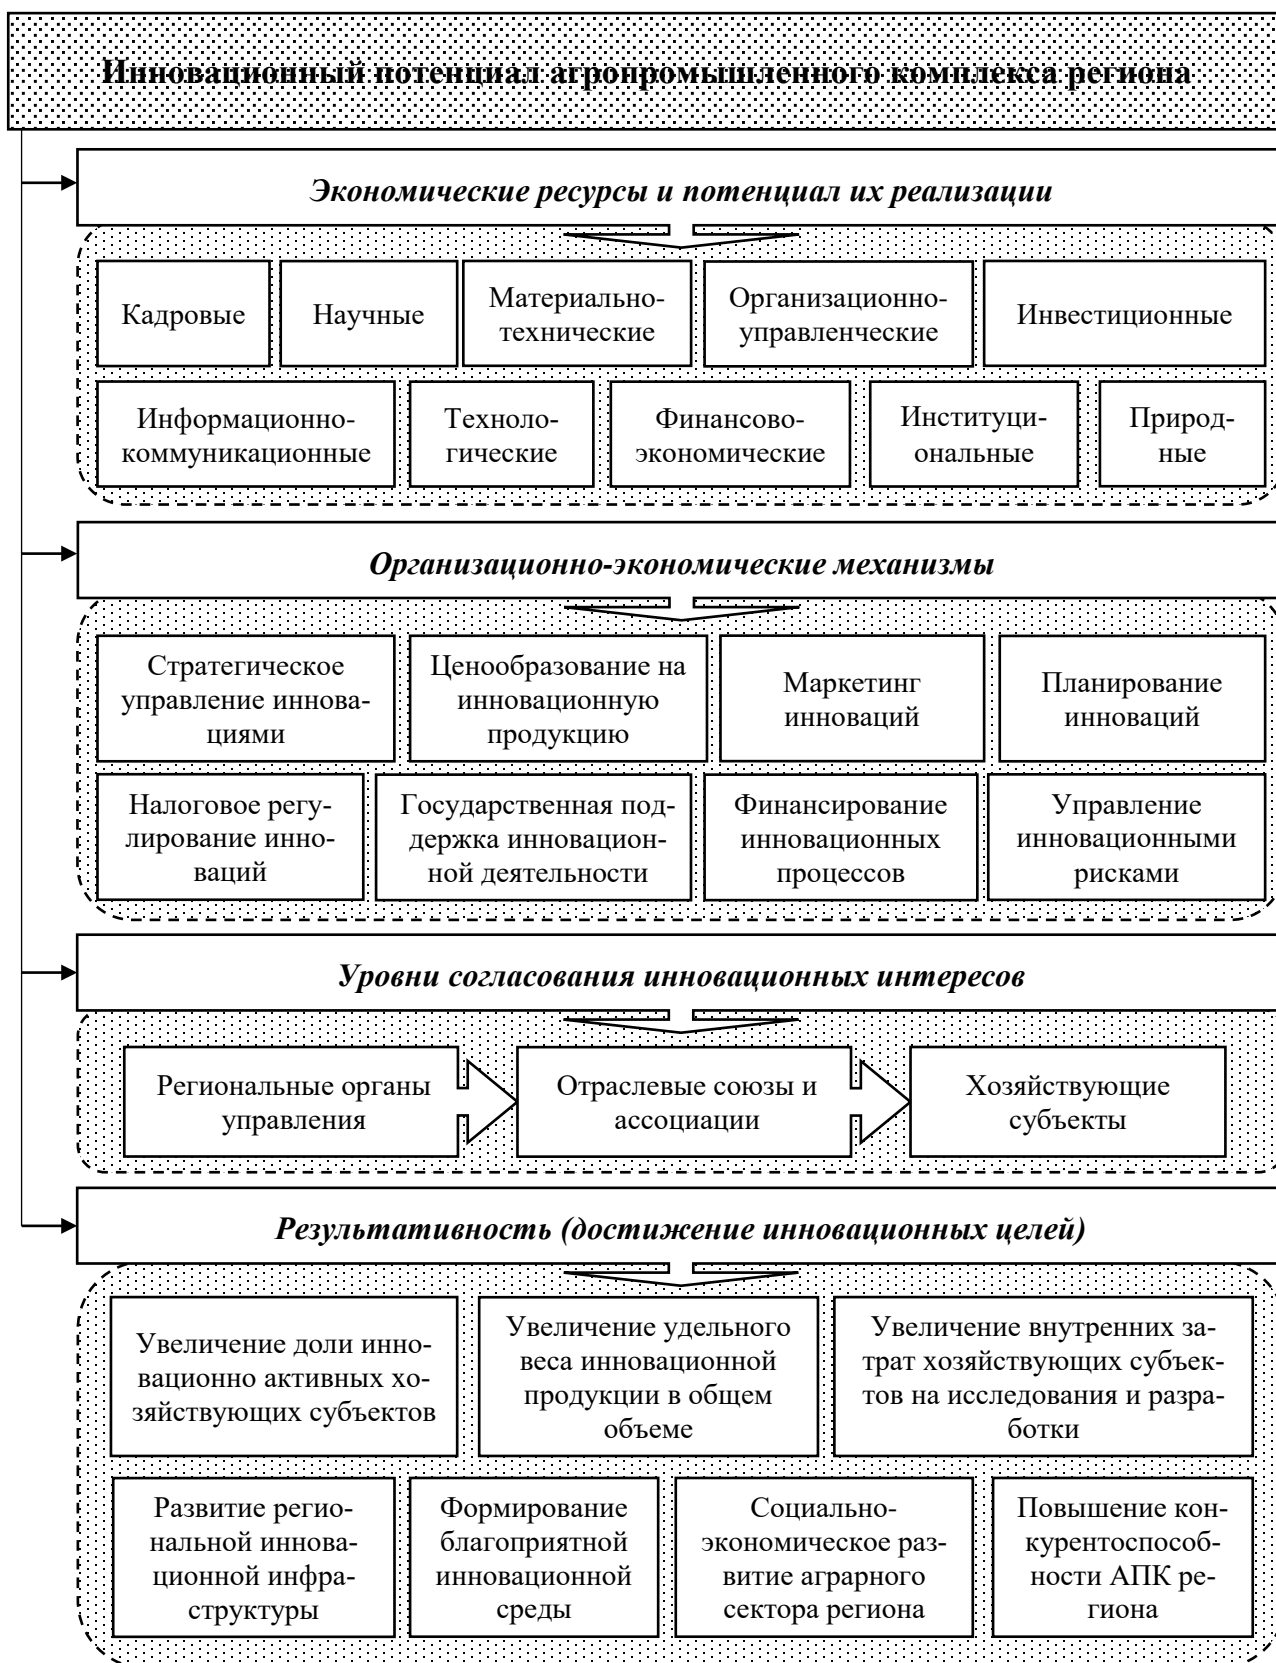 Инновационный потенциал агропромышленного комплекса региона
Экономические ресурсы и потенциал их реализации
Кадровые
Научные
Материально-
технические
Организационно-
управленческие
Инвестиционные
Информационно-
коммуникационные
Техноло-
гические
Финансово-
экономические
Институци-
ональные
Природ-
ные
Организационно-экономические механизмы
Стратегическое
управление иннова-
циями
Ценообразование на
инновационную
продукцию
Маркетинг
инноваций
Планирование
инноваций
Налоговое регу-
лирование инно-
ваций
Государственная под-
держка инновацион-
ной деятельности
Финансирование
инновационных
процессов
Управление
инновационными
рисками
Уровни согласования инновационных интересов
Региональные органы
управления
Отраслевые союзы и
ассоциации
Хозяйствующие
субъекты
Результативность (достижение инновационных целей)
Увеличение доли инно-
вационно активных хо-
зяйствующих субъектов
Увеличение удельного
веса инновационной
продукции в общем
объеме
Увеличение внутренних за-
трат хозяйствующих субъек-
тов на исследования и разра-
ботки
Развитие регио-
нальной иннова-
ционной инфра-
структуры
Формирование
благоприятной
инновационной
среды
Социально-
экономическое раз-
витие аграрного
сектора региона
Повышение кон-
курентоспособ-
ности АПК ре-
гиона